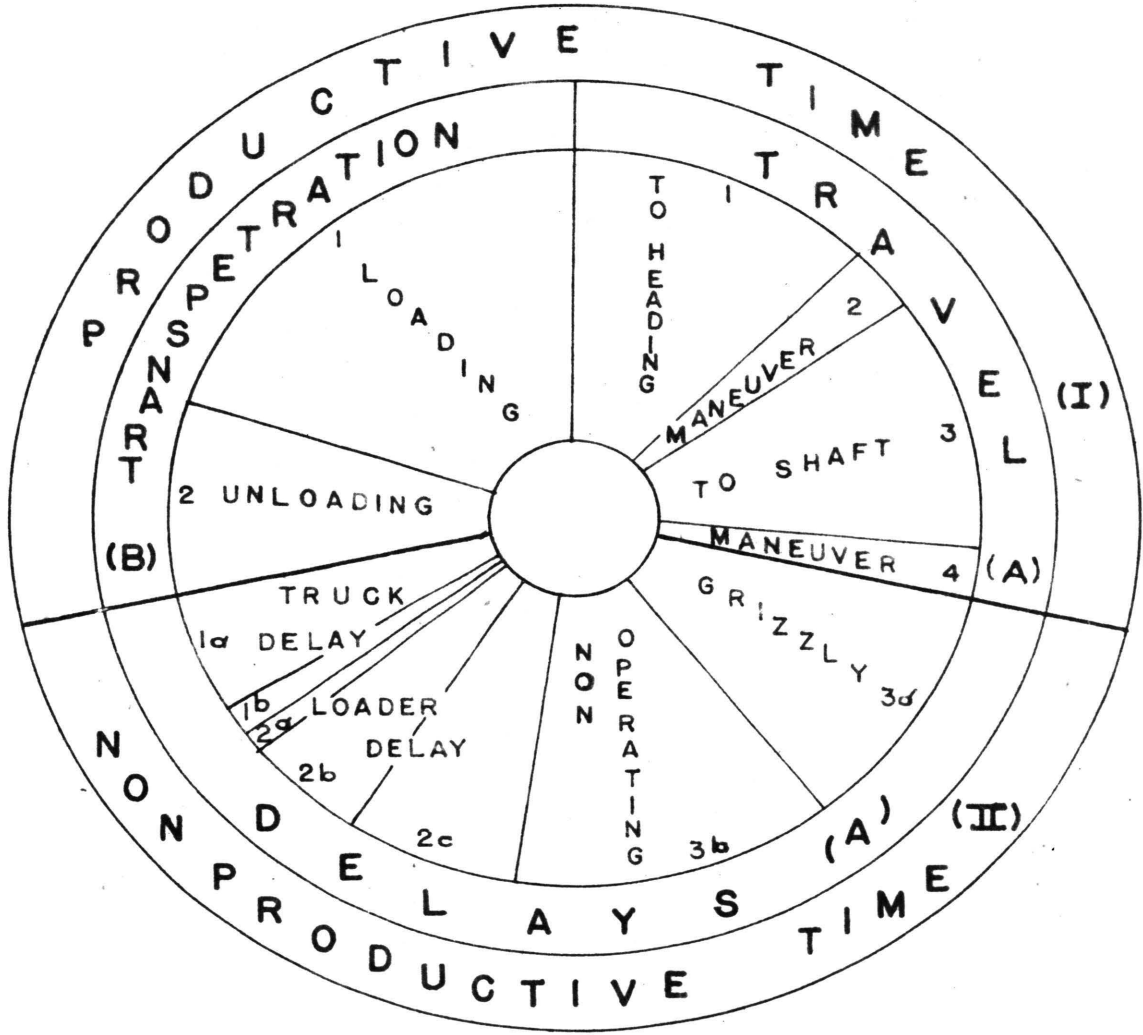 PRODUCTIVE TIME
(I)
TRANSPETRATION
(B)
TRAVEL
(A)
1
TO HEADING
2
MANEUVER
3
TO SHAFT
MANEUVER
4
1
LOADING
2 UNLOADING
TRUCK
1a DELAY
1b
2a LOADER
DELAY
2b
2c
NON
OPERATING
3b
GRIZZLY
3a
DELAYS (A)
(II)
NON PRODUCTIVE TIME